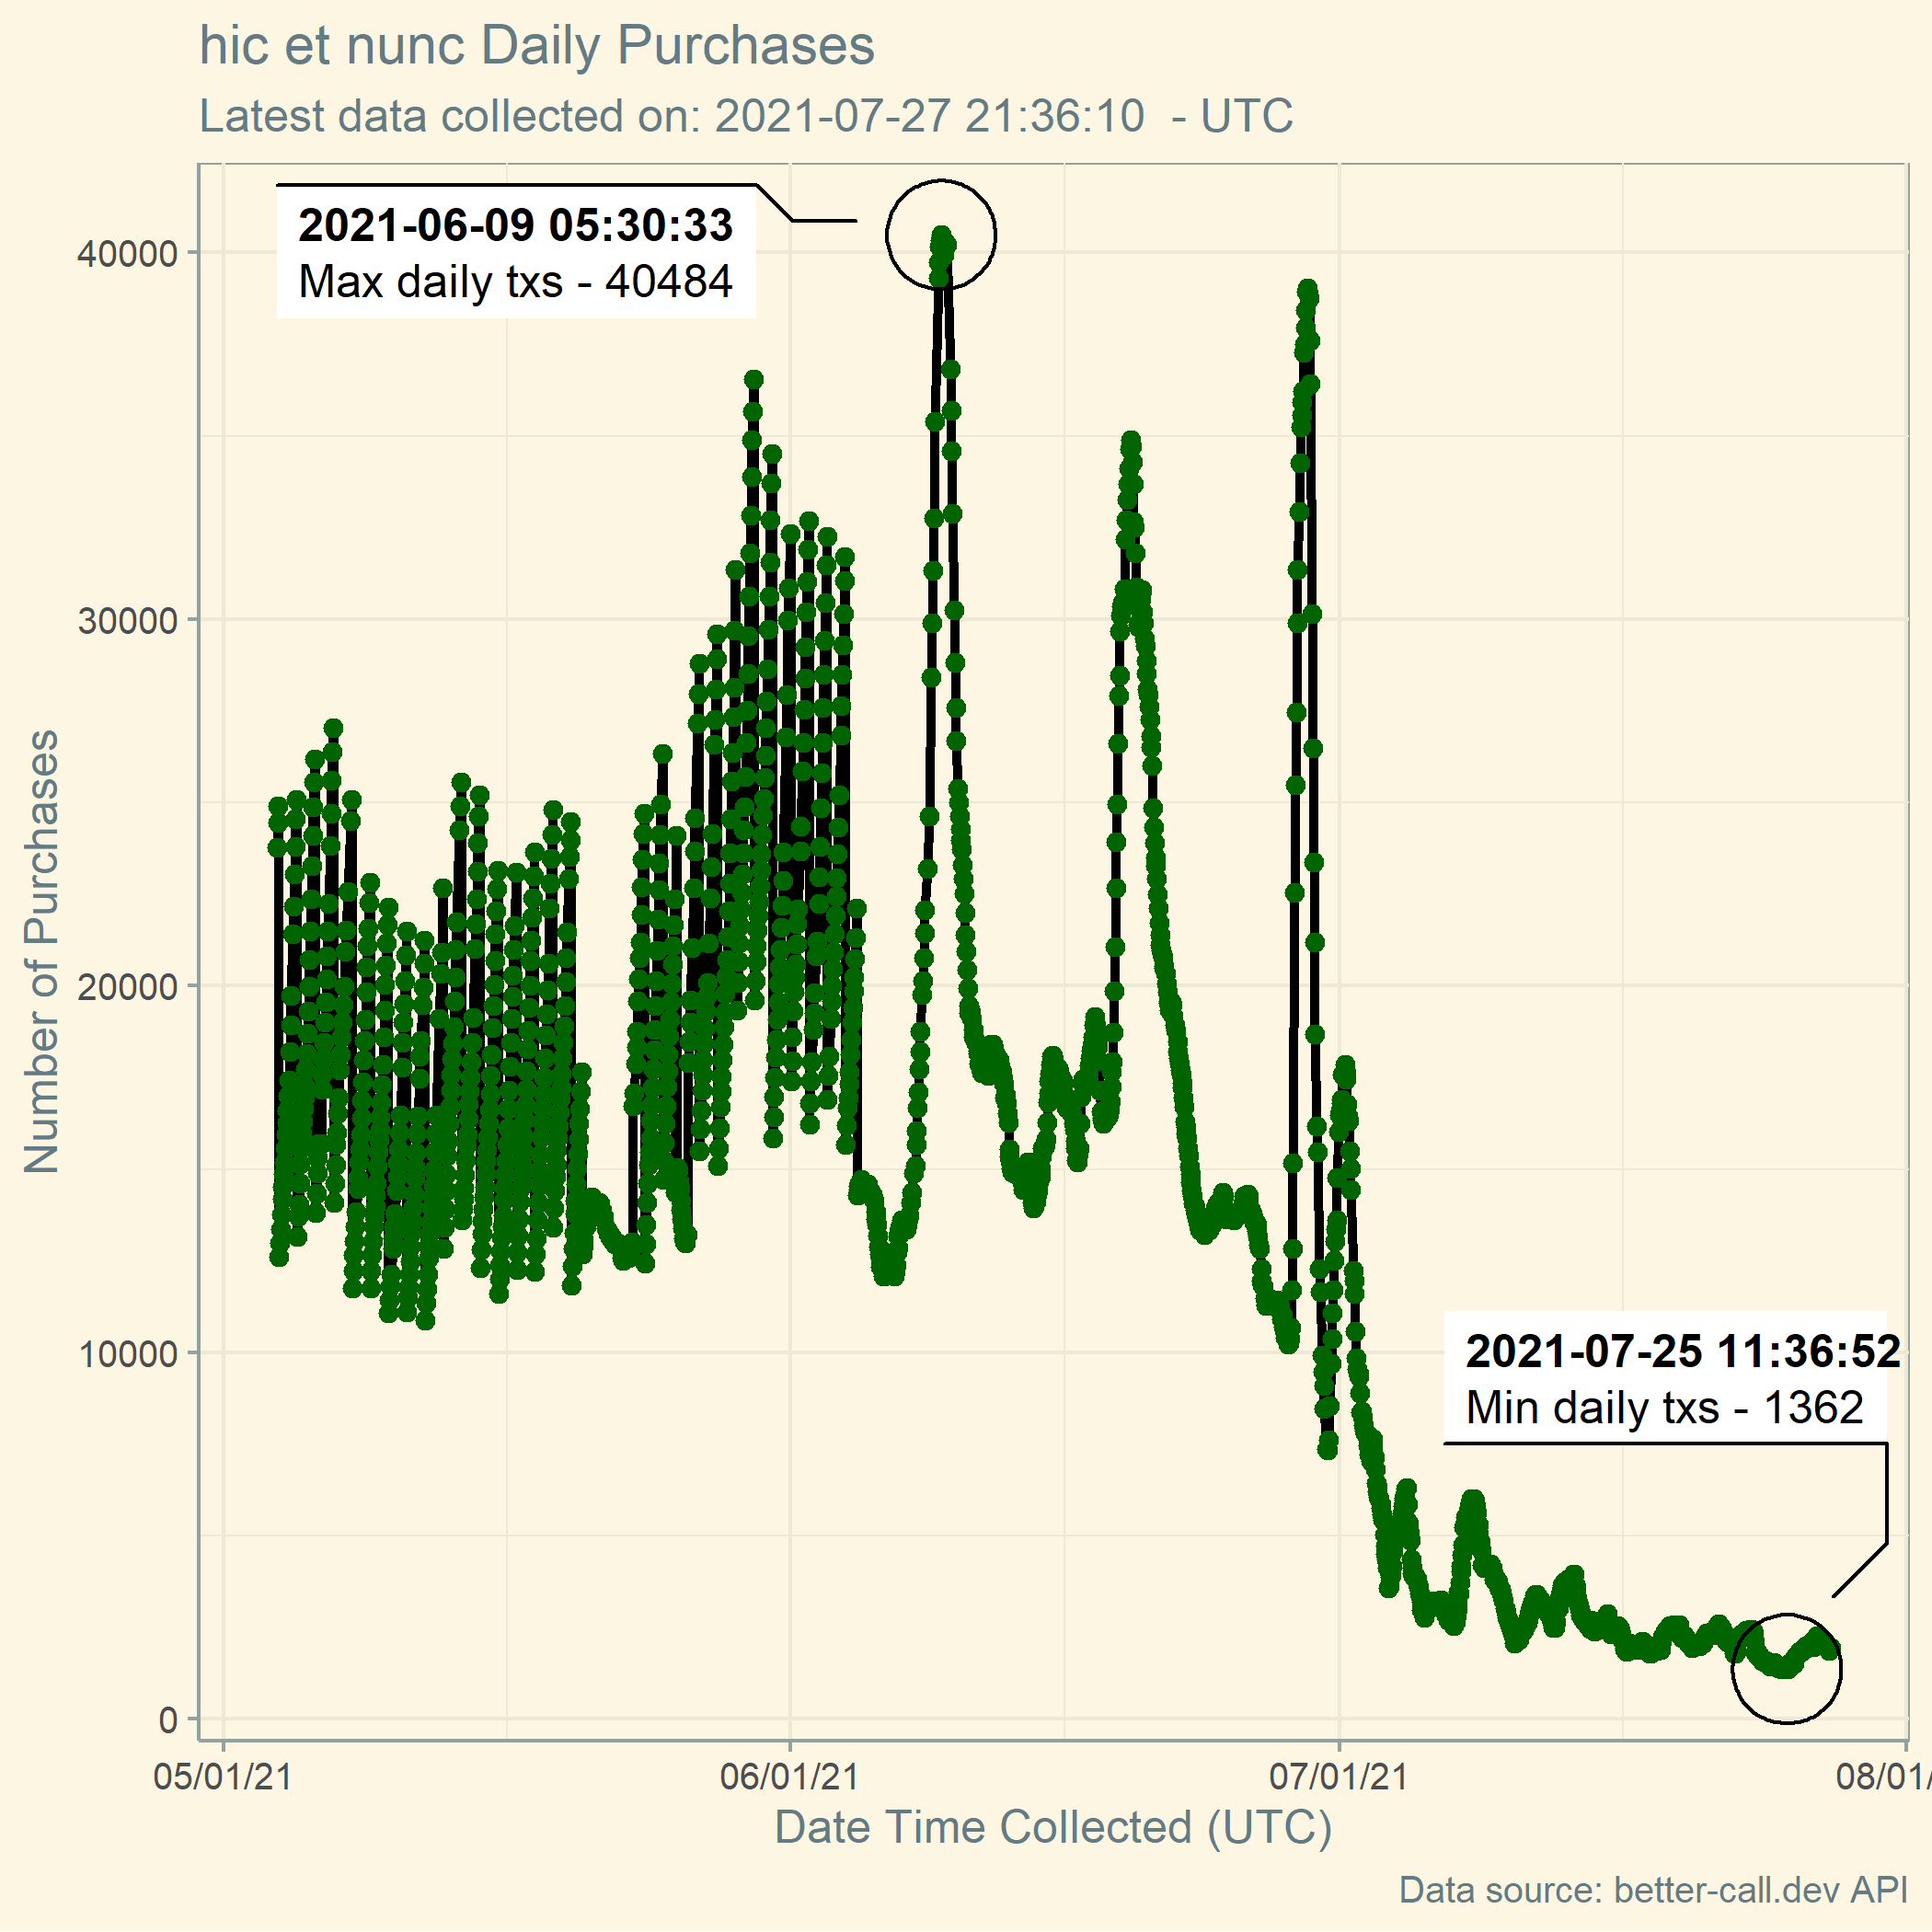 hic et nunc Daily Purchases
Latest data collected on: 2021-07-27 21:36:10  - UTC
2021-06-09 05:30:33
Max daily txs - 40484
40000
30000
20000
10000
0
Number of Purchases
2021-07-25 11:36:52
Min daily txs - 1362
05/01/21
06/01/21
07/01/21
08/01/
Date Time Collected (UTC)
Data source: better-call.dev API